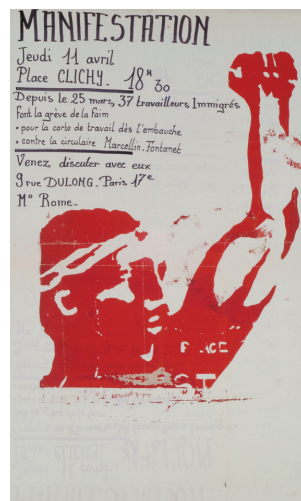 MANIFESTATION
Jeudi 11 avril
Place CLICHY. 18H30
Depuis le 25 mars, 37 travailleurs Immigrés
Font la grève de la faim
• pour la carte de travail dès l'embauche
• contre la circulaire Marcellin-Fontanet
Venez discuter avec eux
9 rue DULONG. Paris 17e
M° Rome.